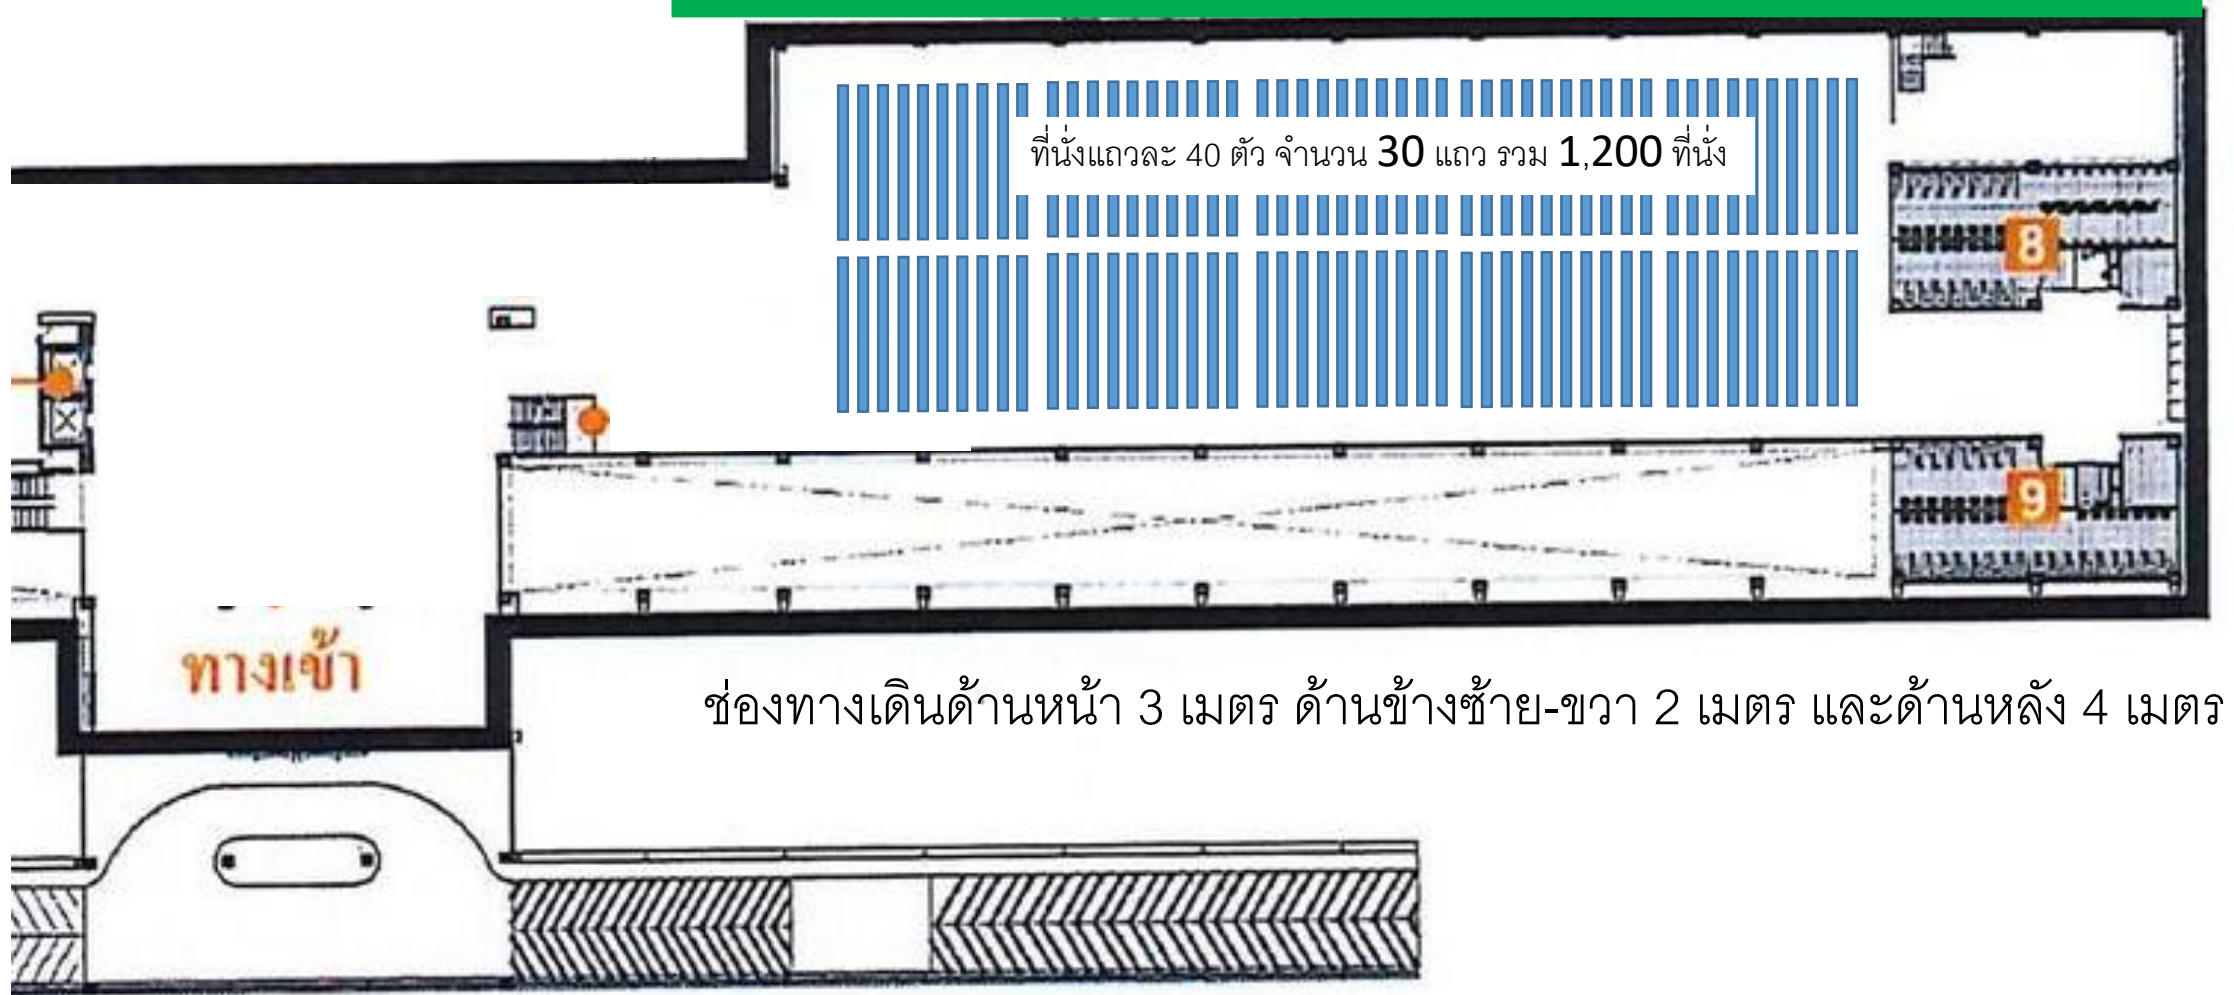 ที่นั่งแถวละ 40 ตัว จำนวน 30 แถว รวม 1,200 ที่นั่ง
8
9
ทางเข้า
ช่องทางเดินด้านหน้า 3 เมตร ด้านข้างซ้าย-ขวา 2 เมตร และด้านหลัง 4 เมตร